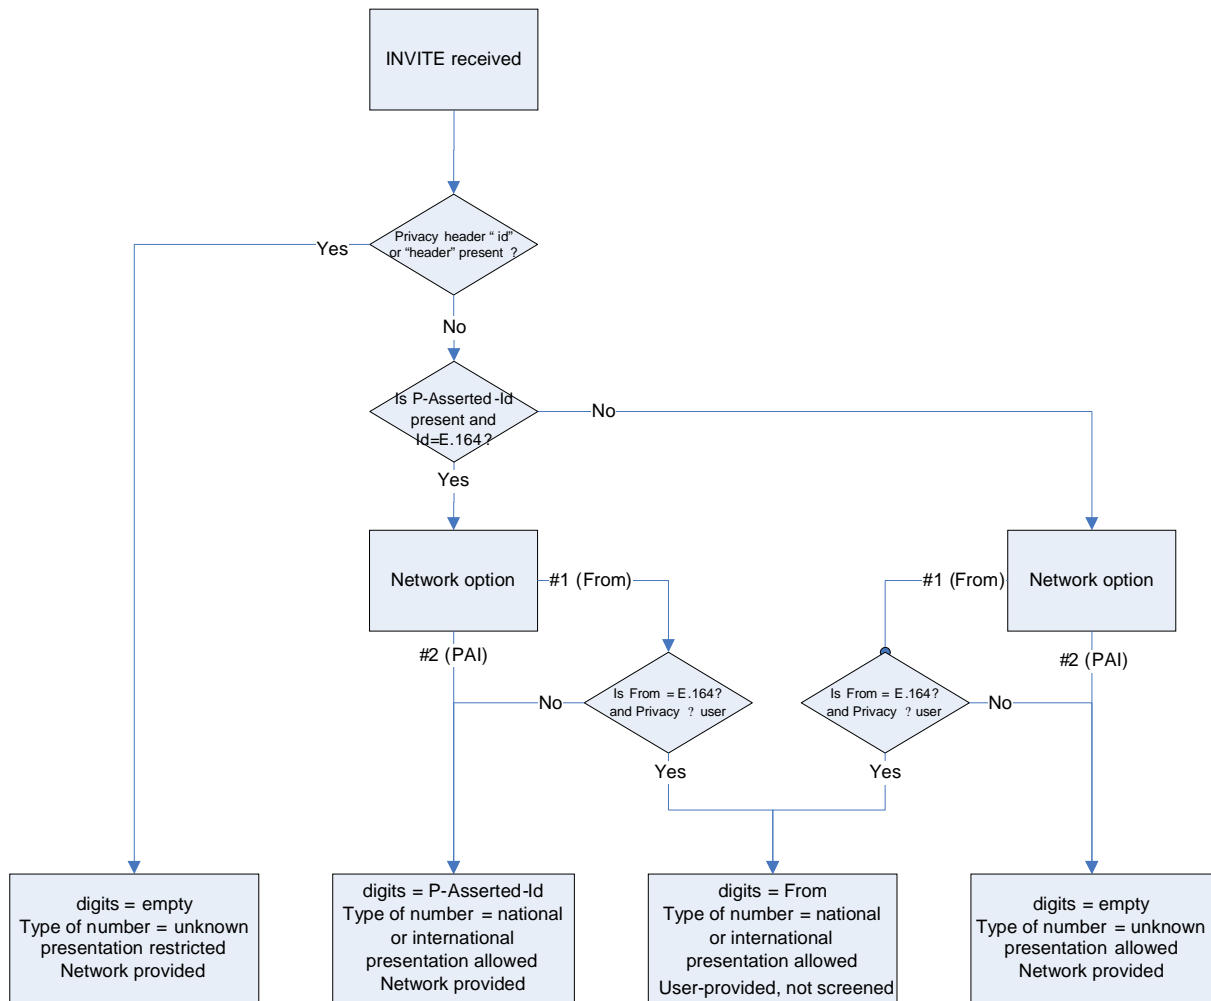 INVITE received
Privacy header “ id”
or “header” present ?
Yes
No
Is P-Asserted-Id
present and
Id=E.164?
No
Yes
Network option
#1 (From)
#2 (PAI)
#1 (From)
Network option
#2 (PAI)
Is From = E.164?
and Privacy ? user
No
Yes
Is From = E.164?
and Privacy ? user
No
Yes
digits = empty
Type of number = unknown
presentation restricted
Network provided
digits = P-Asserted-Id
Type of number = national
or international
presentation allowed
Network provided
digits = From
Type of number = national
or international
presentation allowed
User-provided, not screened
digits = empty
Type of number = unknown
presentation allowed
Network provided